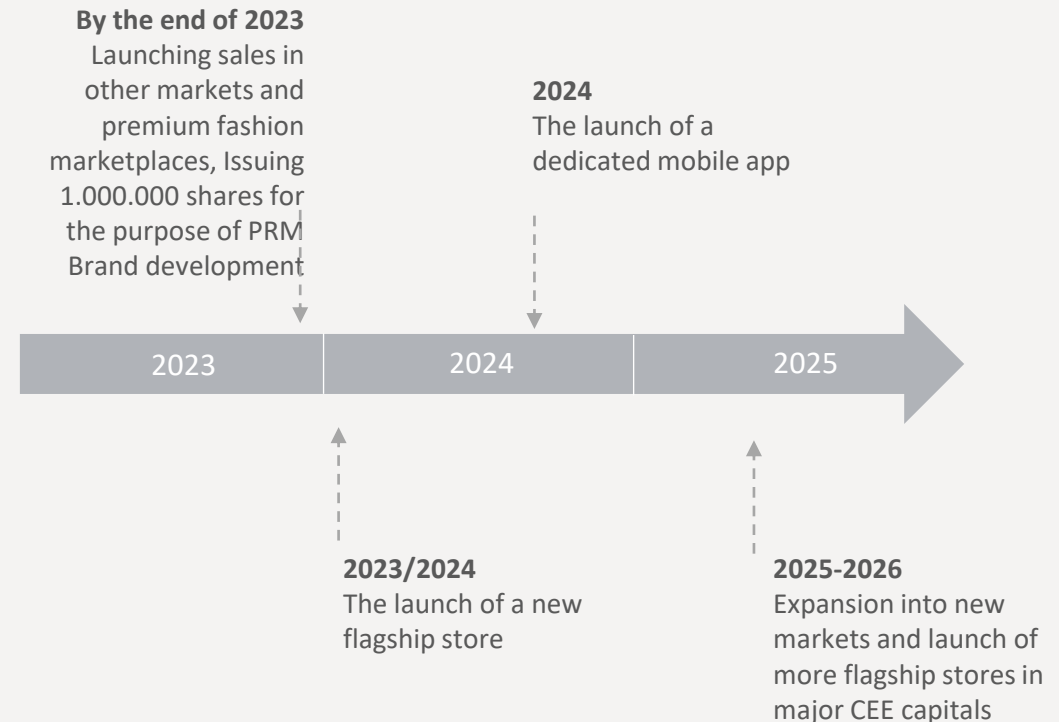 By the end of 2023
Launching sales in
other markets and
premium fashion
marketplaces, Issuing
1.000.000 shares for
the purpose of PRM
Brand development
2024
The launch of a
dedicated mobile app
2023
2024
2025
2023/2024
The launch of a new
flagship store
2025-2026
Expansion into new
markets and launch of
more flagship stores in
major CEE capitals